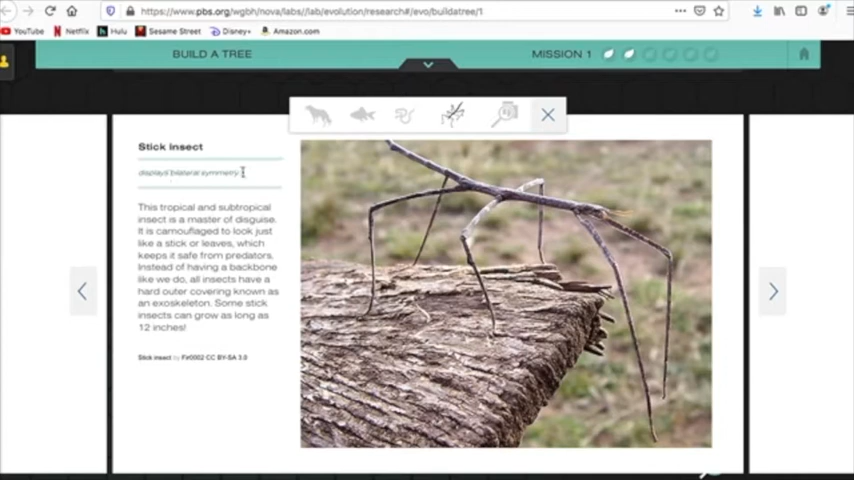 https://www.pbs.org/wgbh/nova/labs//lab/evolution/research#/evo/buildatree/1
YouTube Netflix Hulu Sesame Street Disney+ Amazon.com
BUILD A TREE MISSION 1
Stick insect
displays bilateral symmetry
This tropical and subtropical
insect is a master of disguise.
It is camouflaged to look just
like a stick or leaves, which
keeps it safe from predators.
Instead of having a backbone
like we do, all insects have a
hard outer covering known as
an exoskeleton. Some stick
insects can grow as long as
12 inches!
Stick insect by Fir0002 CC BY-SA 3.0